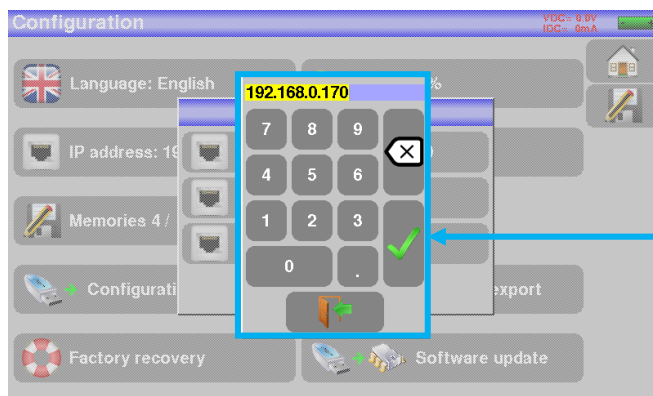 Configuration
VDC= 0.0V
IDC= 0mA
Language: English
%
192.168.0.170
7 8 9
IP address: 19
)
4 5 6
Memories 4 /
1 2 3
0 .
Configurati
export
Factory recovery
Software update